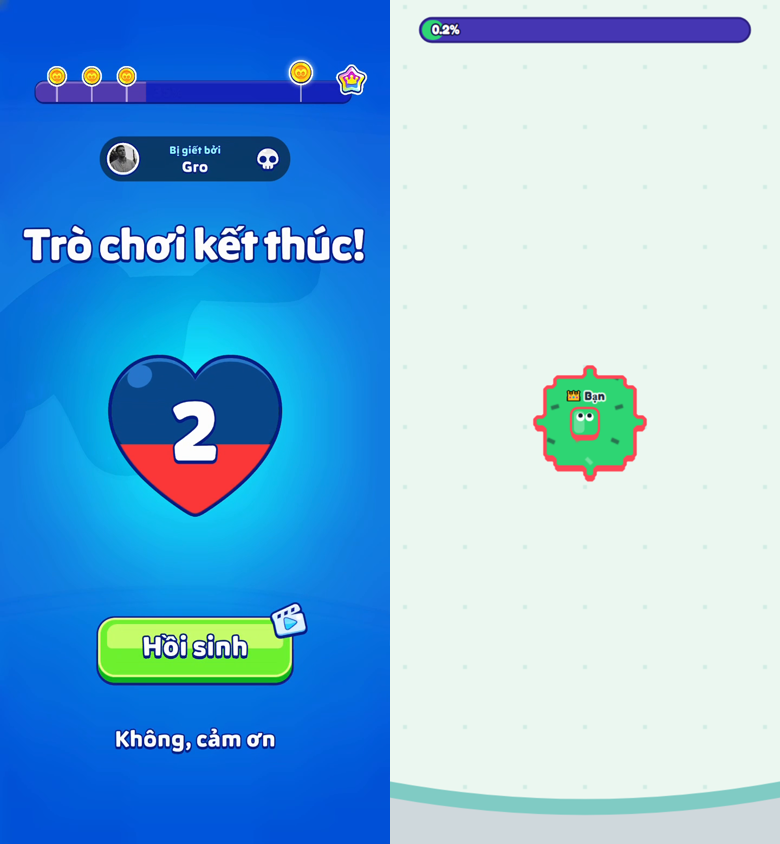 Bị giết bởi
Gro
Trò chơi kết thúc!
2
Hồi sinh
Không, cảm ơn
0.2%
Bạn